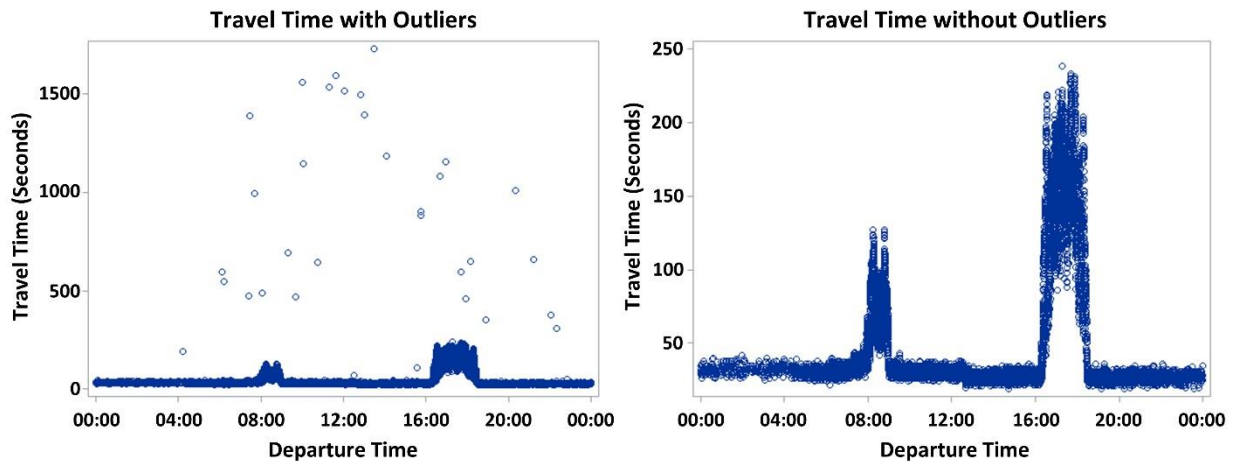 Travel Time with Outliers
Travel Time (Seconds)
1500
1000
500
0
00:00 04:00 08:00 12:00 16:00 20:00 00:00
Departure Time
Travel Time without Outliers
Travel Time (Seconds)
250
200
150
100
50
00:00 04:00 08:00 12:00 16:00 20:00 00:00
Departure Time